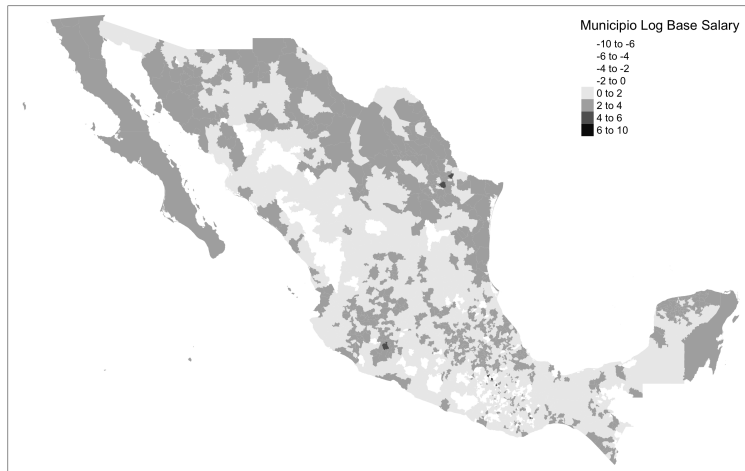 Municipio Log Base Salary
-10 to -6
-6 to -4
-4 to -2
-2 to 0
0 to 2
2 to 4
4 to 6
6 to 10